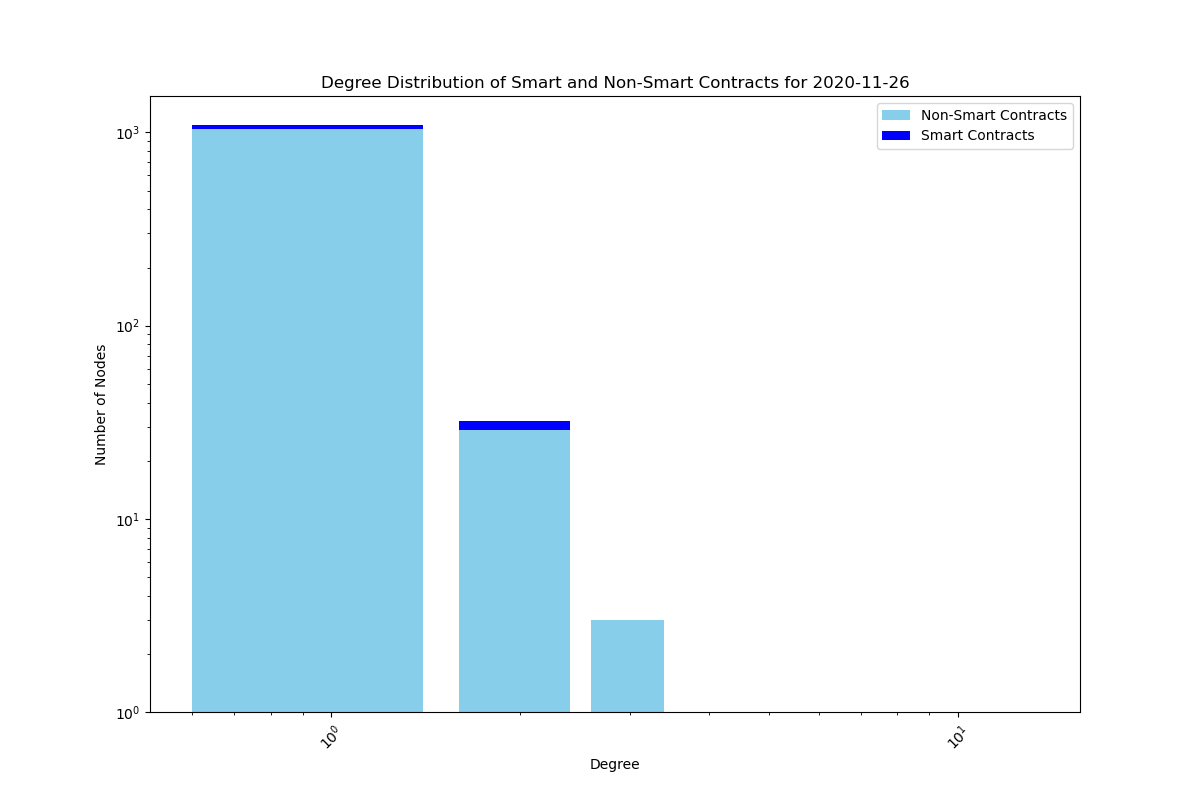 Degree Distribution of Smart and Non-Smart Contracts for 2020-11-26
Non-Smart Contracts
Smart Contracts
10³
10²
10¹
10⁰
Number of Nodes
10⁰
10¹
Degree